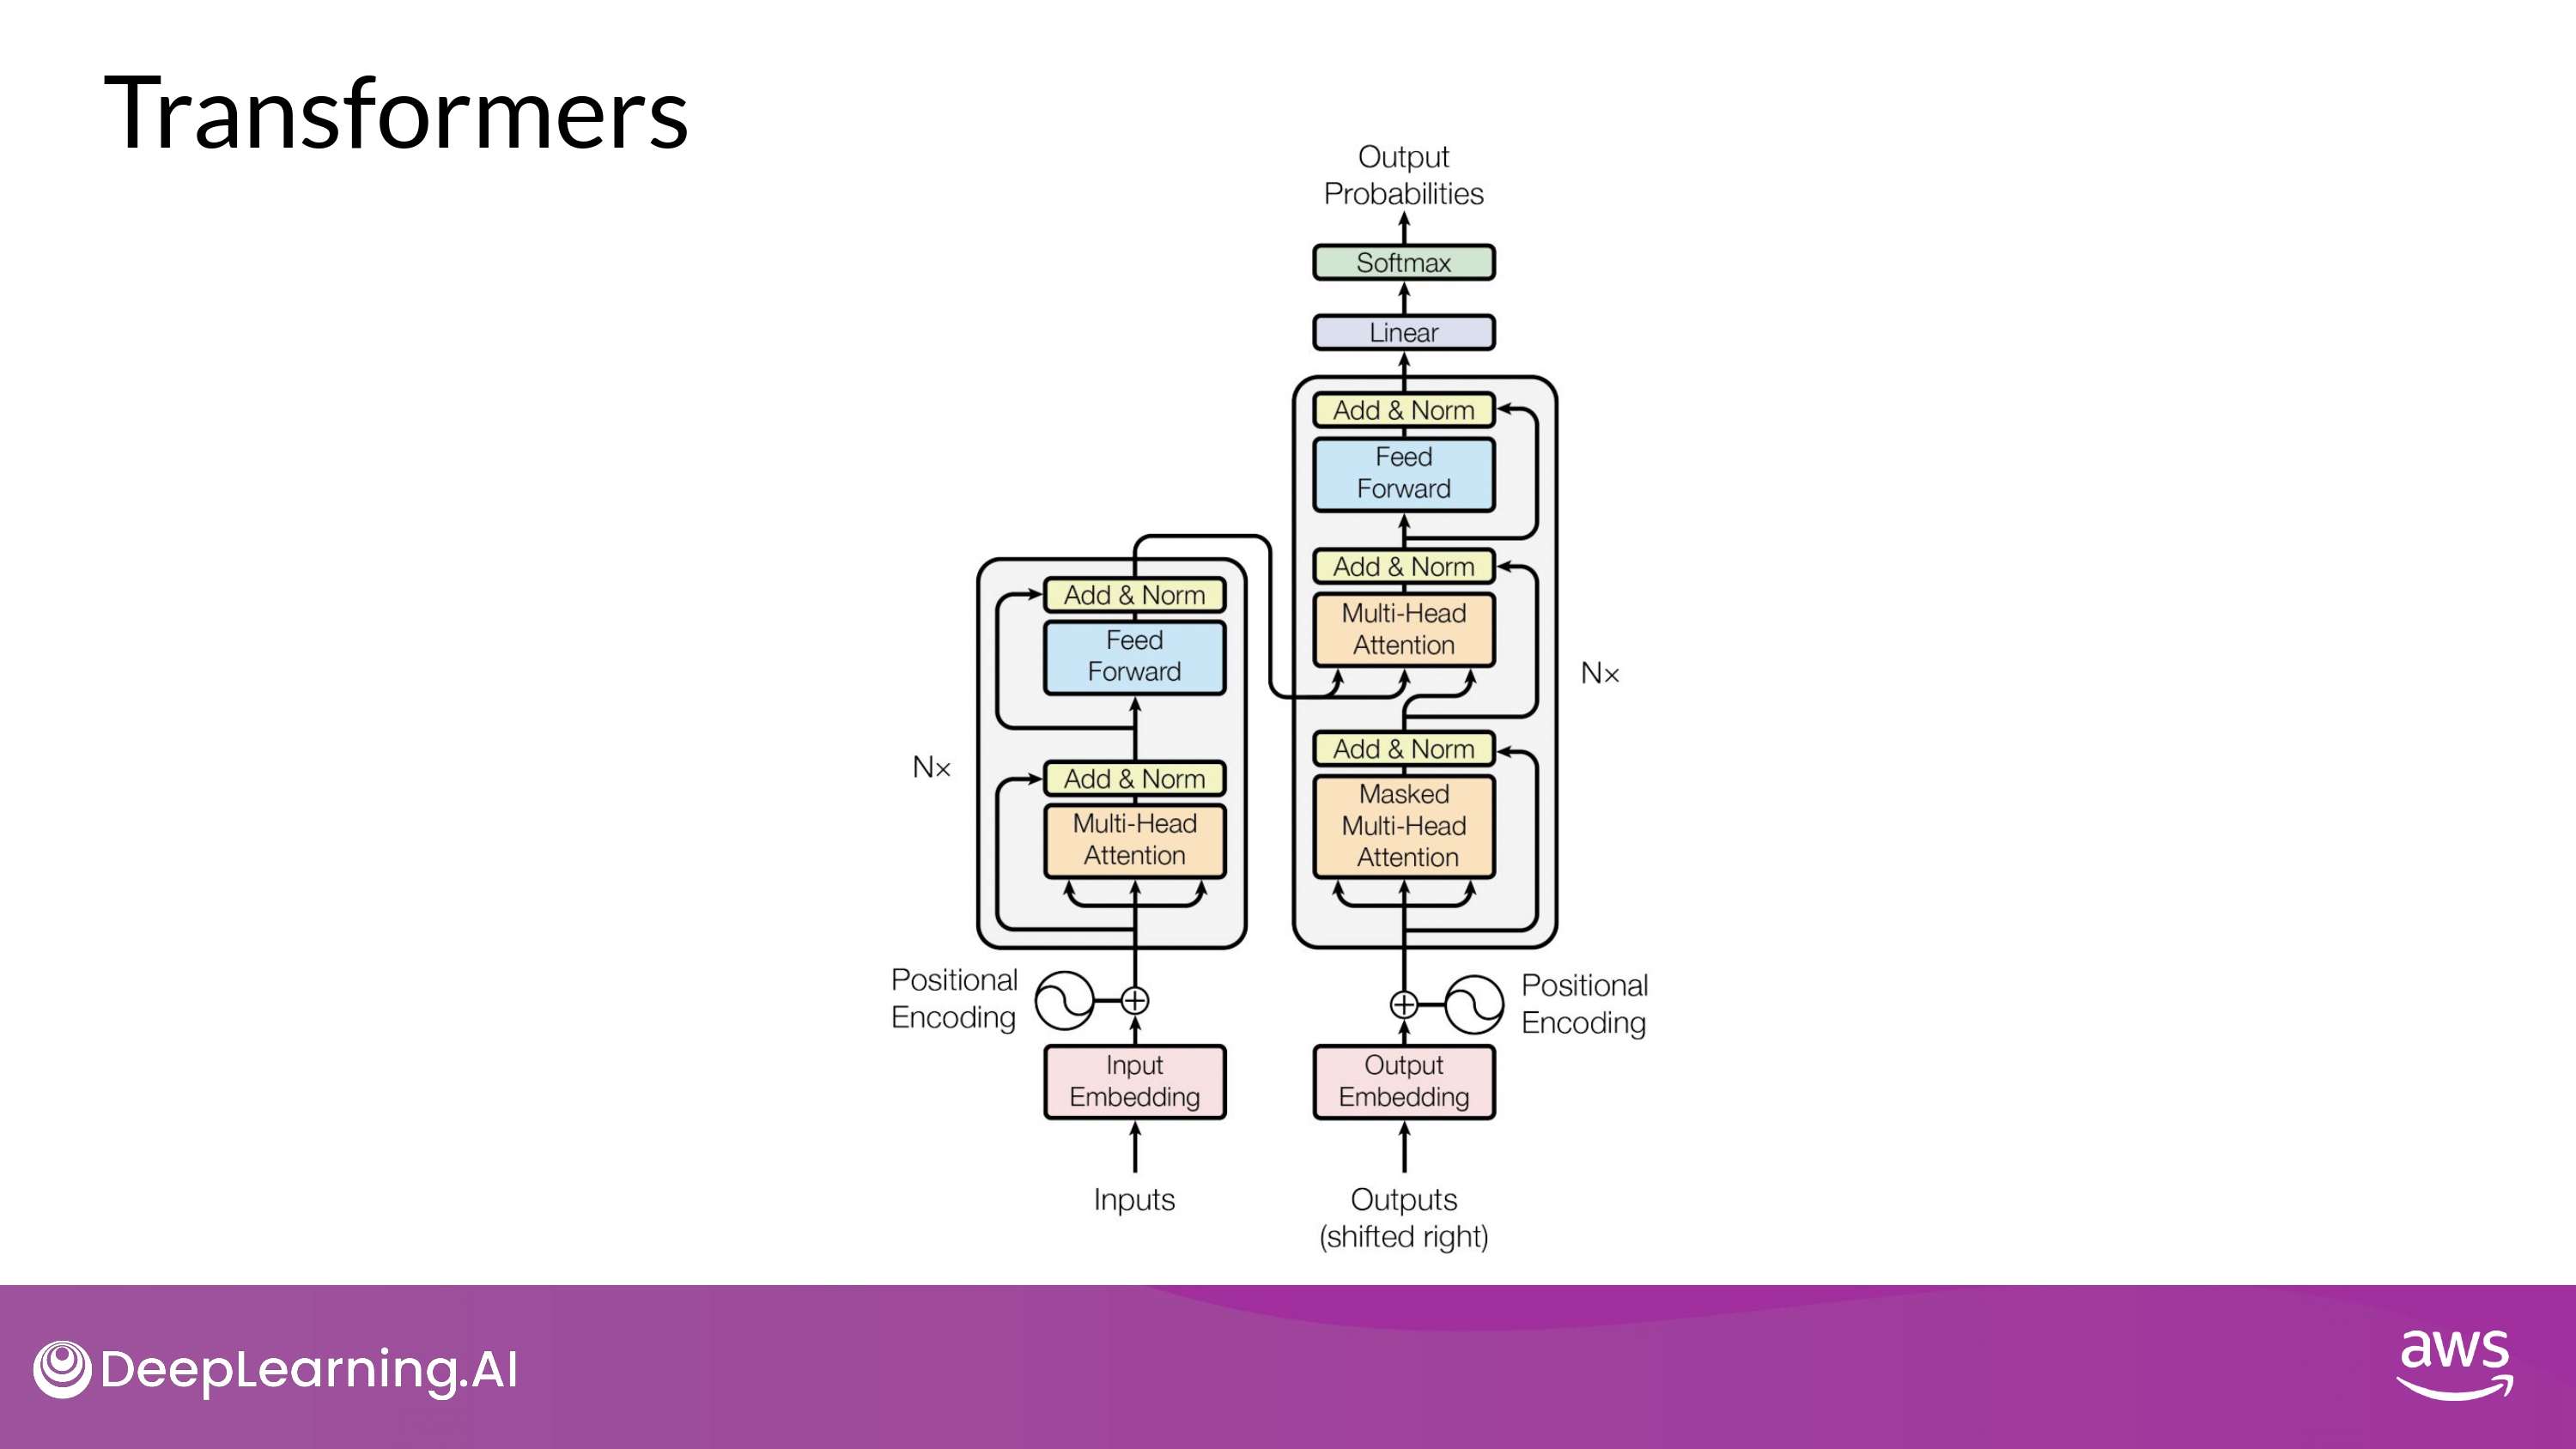 Transformers
Output
Probabilities
Softmax
Linear
Add & Norm
Feed
Forward
Add & Norm
Multi-Head
Attention
Nx
Add & Norm
Masked
Multi-Head
Attention
Add & Norm
Feed
Forward
Nx
Add & Norm
Multi-Head
Attention
Positional
Encoding
Positional
Encoding
Input
Embedding
Output
Embedding
Inputs
Outputs
(shifted right)
DeepLearning.AI
aws